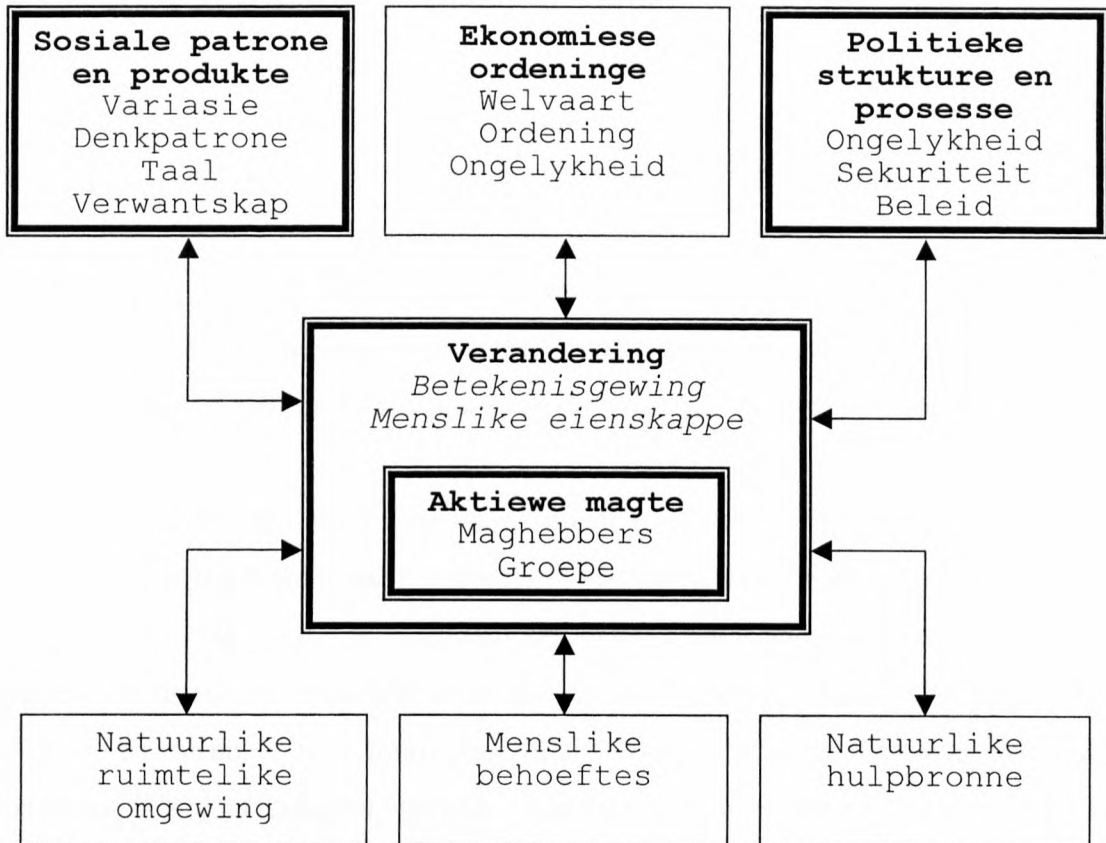 Sosiale patrone
en produkte
Variasie
Denkpatrone
Taal
Verwantskap
Ekonomiese
ordeninge
Welvaart
Ordening
Ongelykheid
Politieke
strukture en
prosesse
Ongelykheid
Sekuriteit
Beleid
Verandering
Betekenisgewing
Menslike eienskappe
Aktiewe magte
Maghebbers
Groepe
Natuurlike
ruimtelike
omgewing
Menslike
behoeftes
Natuurlike
hulpbronne